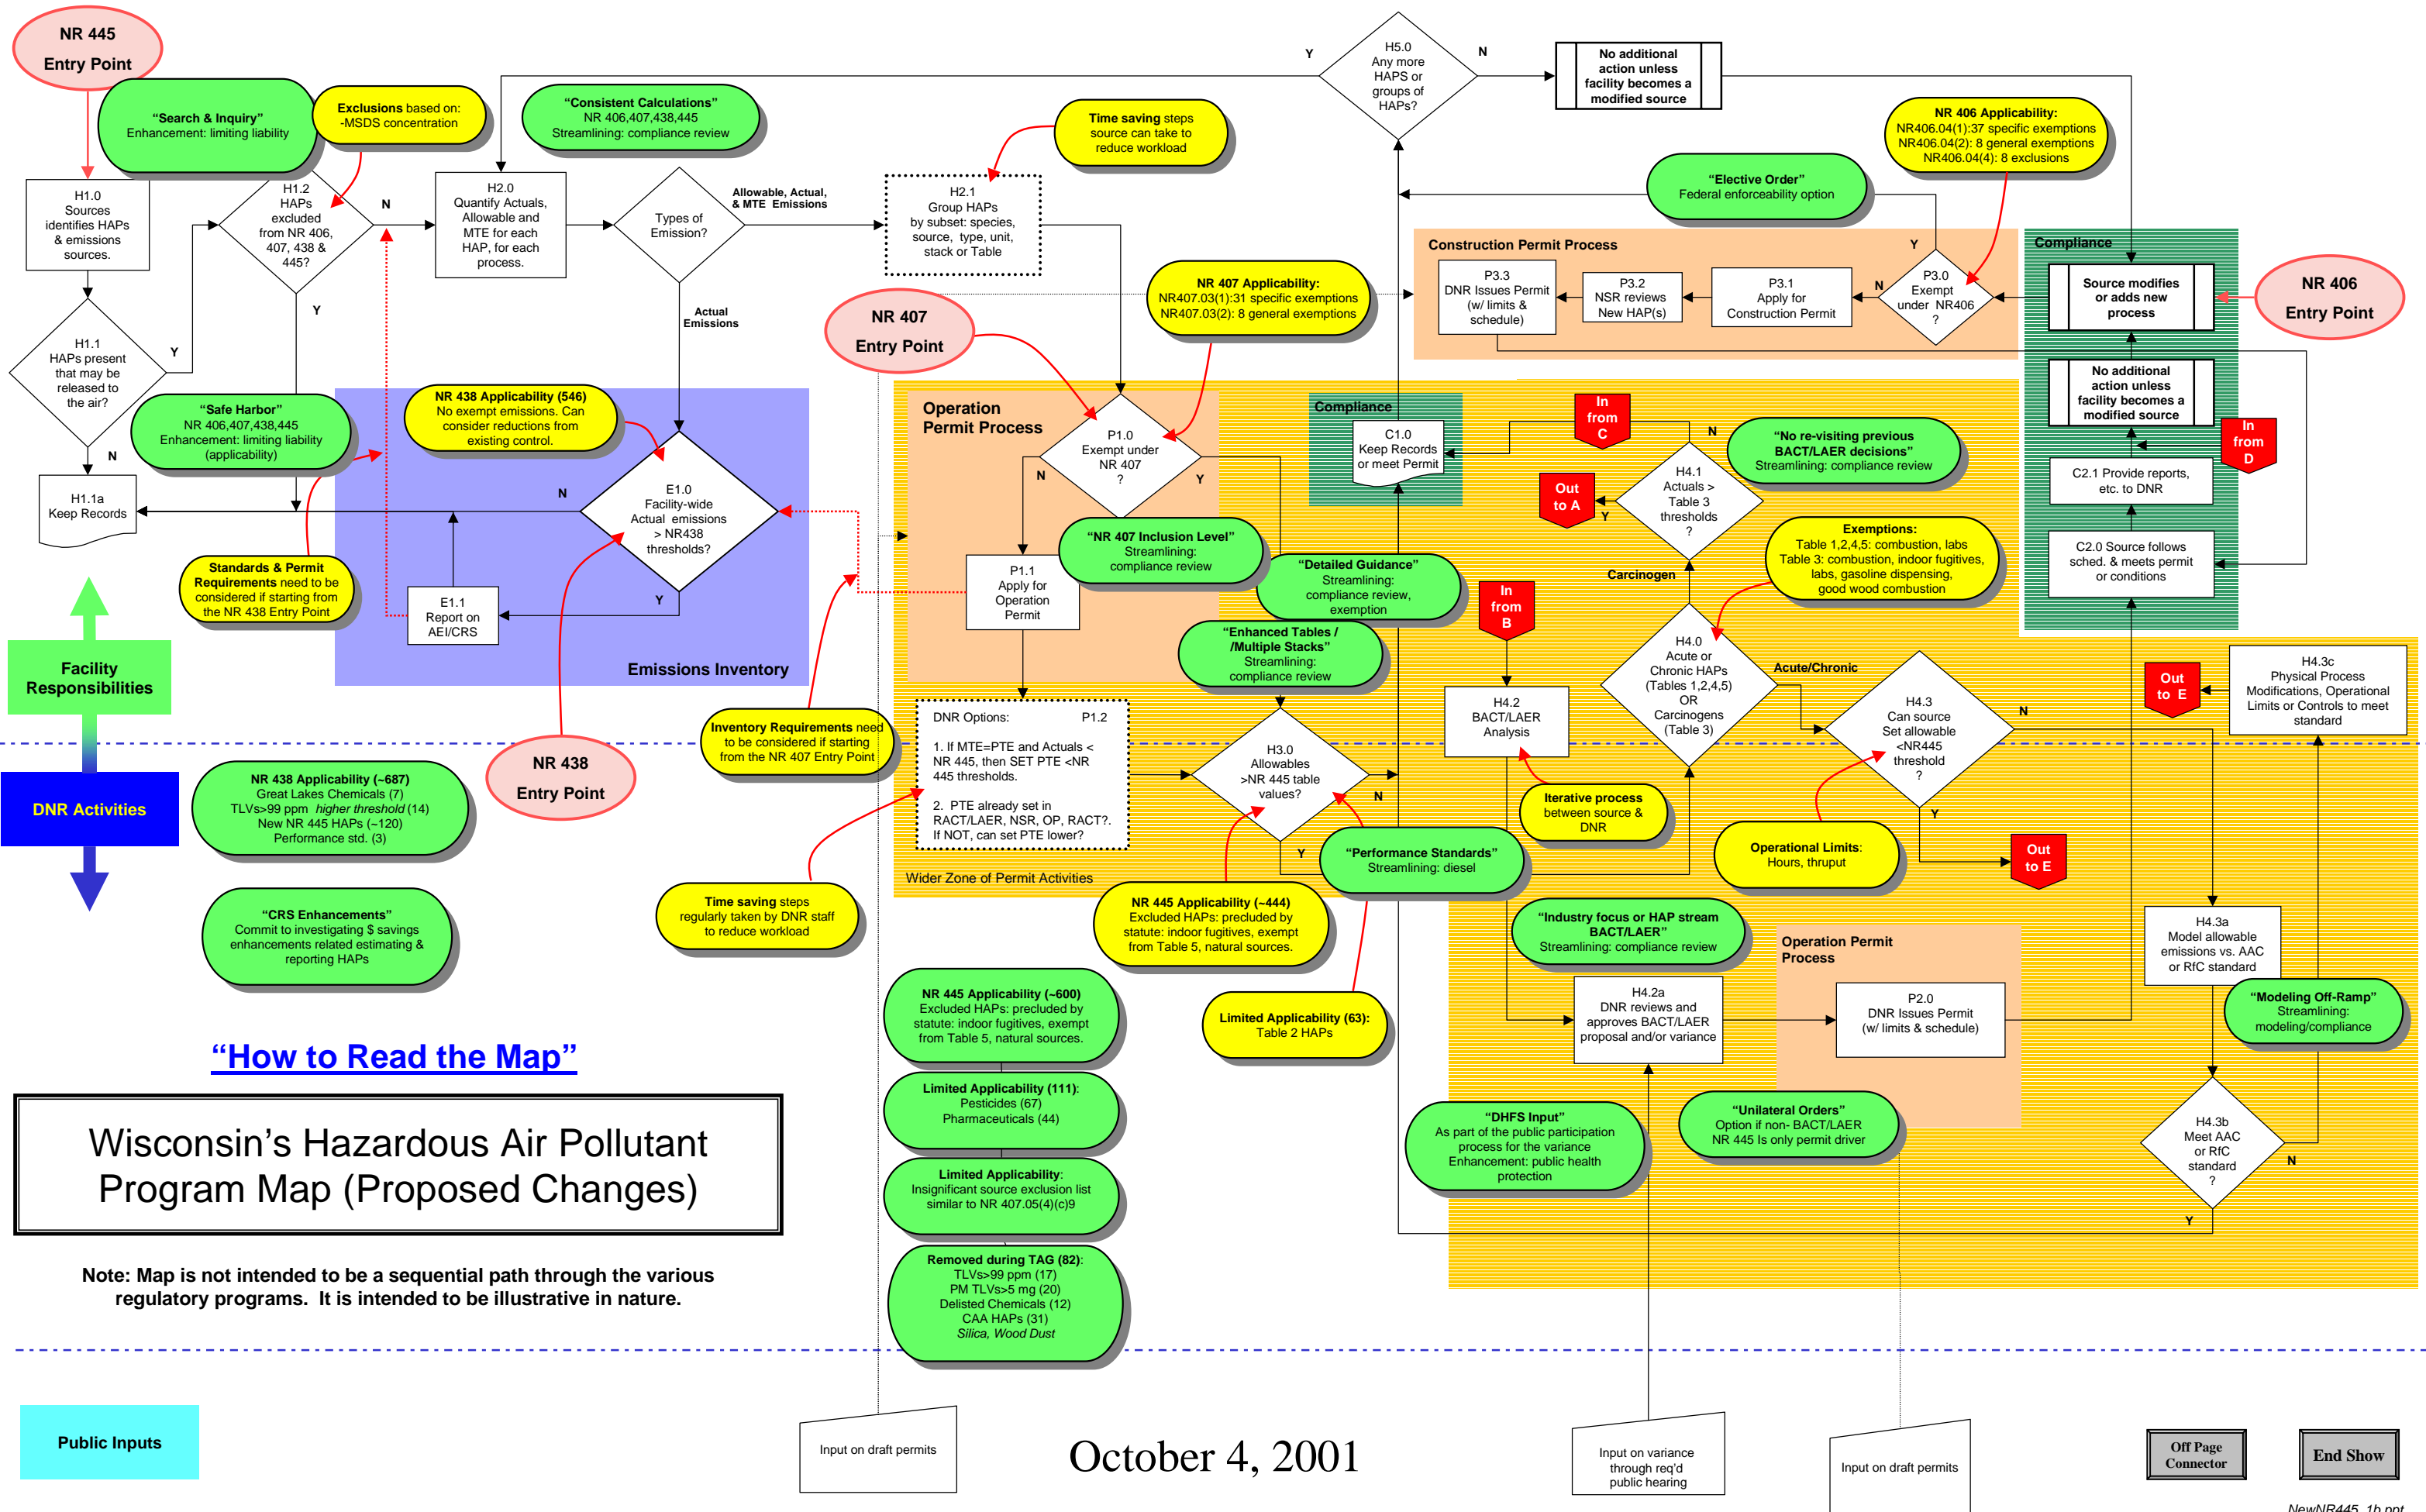 NR 445
Entry Point
“Search & Inquiry”
Enhancement: limiting liability
Exclusions based on:
-MSDS concentration
“Consistent Calculations”
NR 406,407,438,445
Streamlining: compliance review
Time saving steps
source can take to
reduce workload
Y
H5.0
Any more
HAPS or
groups of
HAPs?
N
No additional
action unless
facility becomes a
modified source
NR 406 Applicability:
NR406.04(1):37 specific exemptions
NR406.04(2): 8 general exemptions
NR406.04(4): 8 exclusions
“Elective Order”
Federal enforceability option
H1.0
Sources
identifies HAPs
& emissions
sources.
H1.2
HAPs
excluded
from NR 406,
407, 438 &
445?
N
Y
H2.0
Quantify Actuals,
Allowable and
MTE for each
HAP, for each
process.
Types of
Emission?
Allowable, Actual,
& MTE Emissions
Actual
Emissions
H2.1
Group HAPs
by subset: species,
source, type, unit,
stack or Table
Construction Permit Process
P3.3
DNR Issues Permit
(w/ limits &
schedule)
P3.2
NSR reviews
New HAP(s)
P3.1
Apply for
Construction Permit
N
Y
P3.0
Exempt
under NR406
?
Compliance
Source modifies
or adds new
process
NR 406
Entry Point
No additional
action unless
facility becomes a
modified source
In
from
D
C2.1 Provide reports,
etc. to DNR
C2.0 Source follows
sched. & meets permit
or conditions
H1.1
HAPs present
that may be
released to
the air?
Y
N
H1.1a
Keep Records
“Safe Harbor”
NR 406,407,438,445
Enhancement: limiting liability
(applicability)
NR 438 Applicability (546)
No exempt emissions. Can
consider reductions from
existing control.
N
E1.0
Facility-wide
Actual emissions
> NR438
thresholds?
Y
E1.1
Report on
AEI/CRS
Emissions Inventory
Standards & Permit
Requirements need to be
considered if starting from
the NR 438 Entry Point
NR 407
Entry Point
NR 407 Applicability:
NR407.03(1):31 specific exemptions
NR407.03(2): 8 general exemptions
Operation
Permit Process
P1.0
Exempt under
NR 407
?
N
Y
P1.1
Apply for
Operation
Permit
“NR 407 Inclusion Level”
Streamlining:
compliance review
“Detailed Guidance”
Streamlining:
compliance review,
exemption
“Enhanced Tables /
/Multiple Stacks”
Streamlining:
compliance review
Compliance
C1.0
Keep Records
or meet Permit
In
from
C
N
H4.1
Actuals >
Table 3
thresholds
?
Y
Out
to A
“No re-visiting previous
BACT/LAER decisions”
Streamlining: compliance review
Exemptions:
Table 1,2,4,5: combustion, labs
Table 3: combustion, indoor fugitives,
labs, gasoline dispensing,
good wood combustion
Carcinogen
In
from
B
H4.2
BACT/LAER
Analysis
H4.0
Acute or
Chronic HAPs
(Tables 1,2,4,5)
OR
Carcinogens
(Table 3)
Acute/Chronic
H4.3
Can source
Set allowable
<NR445
threshold
?
N
Y
Out
to E
H4.3c
Physical Process
Modifications, Operational
Limits or Controls to meet
standard
Facility
Responsibilities
DNR Activities
NR 438 Applicability (~687)
Great Lakes Chemicals (7)
TLVs>99 ppm higher threshold (14)
New NR 445 HAPs (~120)
Performance std. (3)
NR 438
Entry Point
Inventory Requirements need
to be considered if starting
from the NR 407 Entry Point
DNR Options: P1.2
1. If MTE=PTE and Actuals <
NR 445, then SET PTE <NR
445 thresholds.
2. PTE already set in
RACT/LAER, NSR, OP, RACT?.
If NOT, can set PTE lower?
H3.0
Allowables
>NR 445 table
values?
N
Y
Iterative process
between source &
DNR
Operational Limits:
Hours, thruput
Out
to E
“Performance Standards”
Streamlining: diesel
Wider Zone of Permit Activities
Time saving steps
regularly taken by DNR staff
to reduce workload
“CRS Enhancements”
Commit to investigating $ savings
enhancements related estimating &
reporting HAPs
NR 445 Applicability (~444)
Excluded HAPs: precluded by
statute: indoor fugitives, exempt
from Table 5, natural sources.
Limited Applicability (63):
Table 2 HAPs
“Industry focus or HAP stream
BACT/LAER”
Streamlining: compliance review
Operation Permit
Process
H4.2a
DNR reviews and
approves BACT/LAER
proposal and/or variance
P2.0
DNR Issues Permit
(w/ limits & schedule)
H4.3a
Model allowable
emissions vs. AAC
or RfC standard
“Modeling Off-Ramp”
Streamlining:
modeling/compliance
H4.3b
Meet AAC
or RfC
standard
?
N
Y
“DHFS Input”
As part of the public participation
process for the variance
Enhancement: public health
protection
“Unilateral Orders”
Option if non- BACT/LAER
NR 445 Is only permit driver
NR 445 Applicability (~600)
Excluded HAPs: precluded by
statute: indoor fugitives, exempt
from Table 5, natural sources.
Limited Applicability (111):
Pesticides (67)
Pharmaceuticals (44)
Limited Applicability:
Insignificant source exclusion list
similar to NR 407.05(4)(c)9
Removed during TAG (82):
TLVs>99 ppm (17)
PM TLVs>5 mg (20)
Delisted Chemicals (12)
CAA HAPs (31)
Silica, Wood Dust
“How to Read the Map”
Wisconsin’s Hazardous Air Pollutant
Program Map (Proposed Changes)
Note: Map is not intended to be a sequential path through the various
regulatory programs. It is intended to be illustrative in nature.
Public Inputs
Input on draft permits
October 4, 2001
Input on variance
through req’d
public hearing
Input on draft permits
Off Page
Connector
End Show
NewNR445_1b.ppt